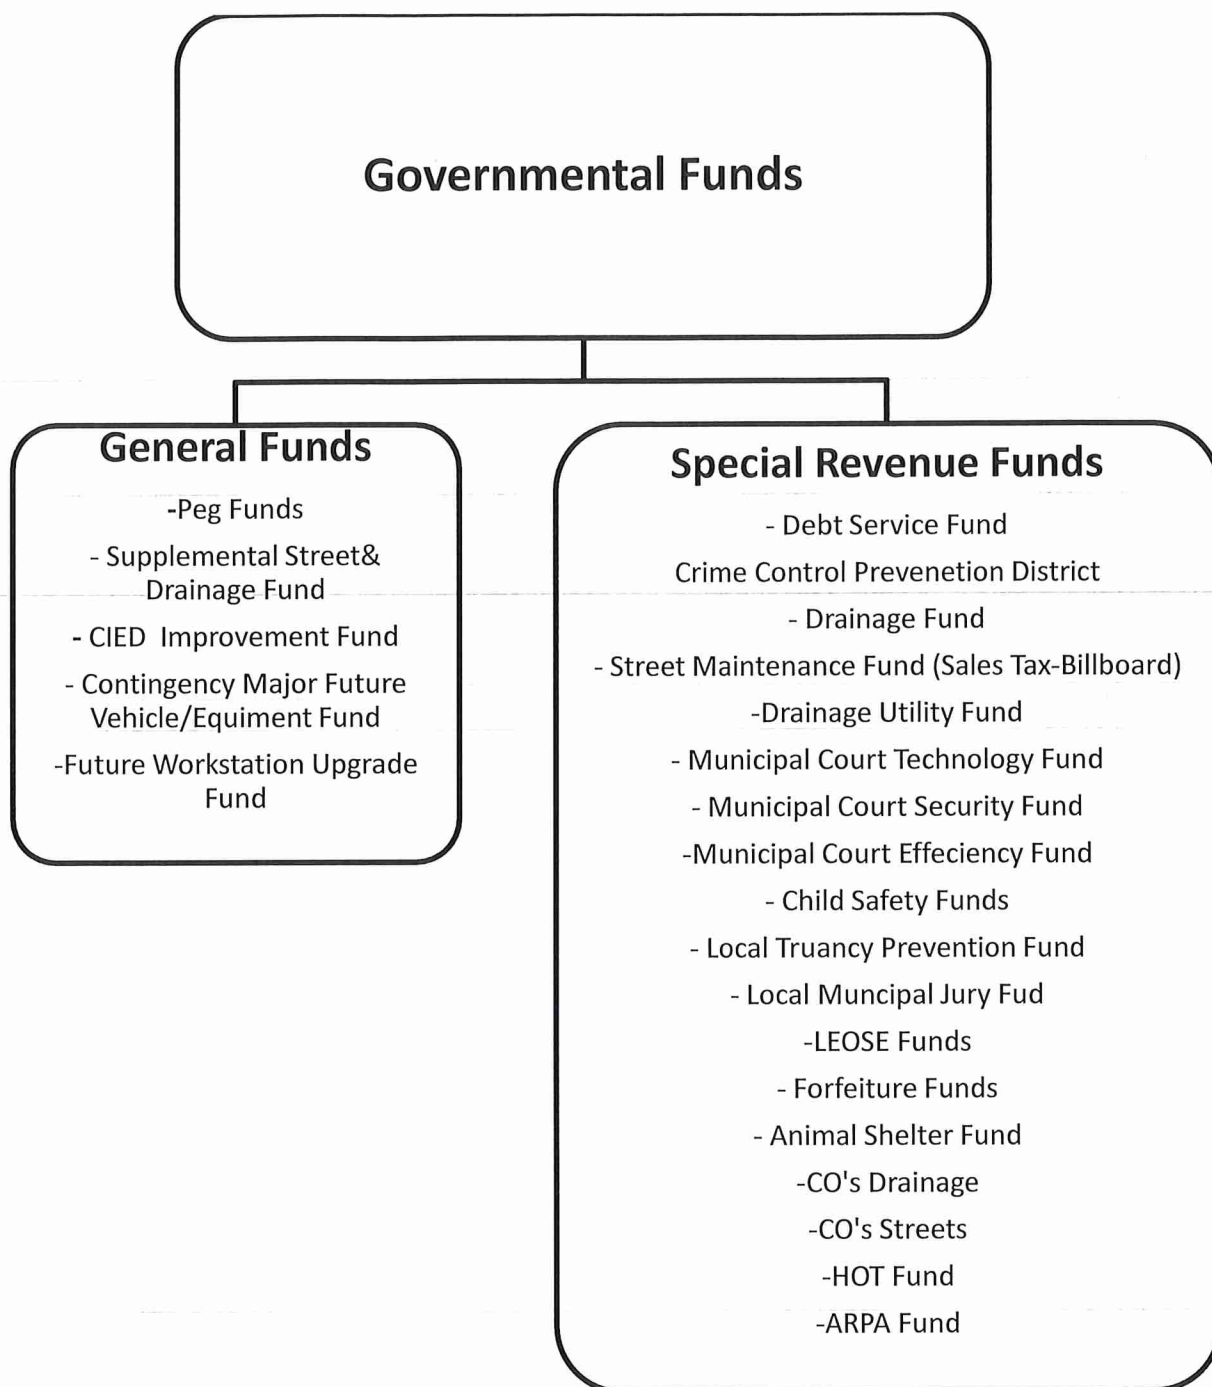 Governmental Funds
General Funds
-Peg Funds
- Supplemental Street&
Drainage Fund
- CIED  Improvement Fund
- Contingency Major Future
Vehicle/Equiment Fund
-Future Workstation Upgrade
Fund
Special Revenue Funds
- Debt Service Fund
Crime Control Prevenetion District
- Drainage Fund
- Street Maintenance Fund (Sales Tax-Billboard)
-Drainage Utility Fund
- Municipal Court Technology Fund
- Municipal Court Security Fund
-Municipal Court Effeciency Fund
- Child Safety Funds
- Local Truancy Prevention Fund
- Local Muncipal Jury Fud
-LEOSE Funds
- Forfeiture Funds
- Animal Shelter Fund
-CO's Drainage
-CO's Streets
-HOT Fund
-ARPA Fund